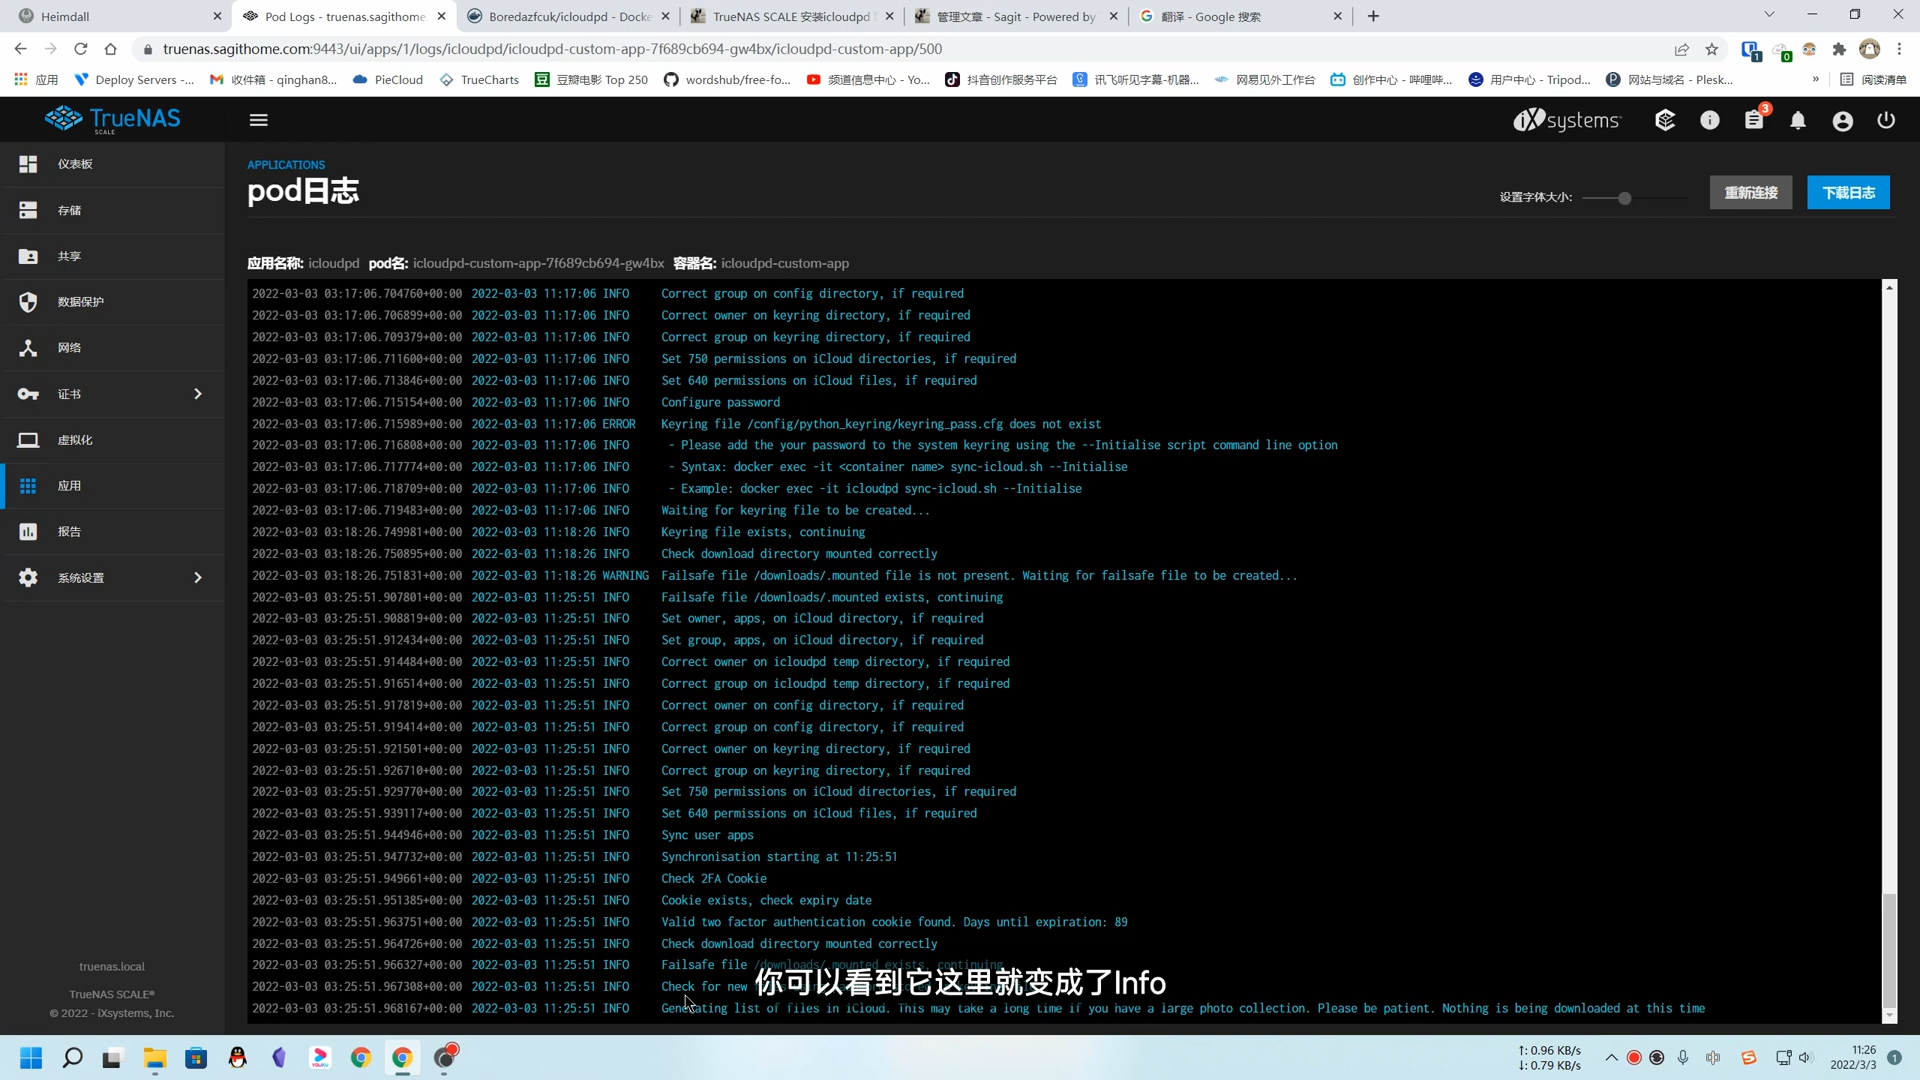 Heimdall
Pod Logs - truenas.sagithome.
Boredazfcuk/icloudpd - Docke
TrueNAS SCALE 安装icloudpd
管理文章 - Sagit - Powered by
翻译 - Google 搜索
truenas.sagithome.com:9443/ui/apps/1/logs/icloudpd/icloudpd-custom-app-7f689cb694-gw4bx/icloudpd-custom-app/500
应用
Deploy Servers -...
收件箱 - qinghan8...
PieCloud
TrueCharts
豆瓣电影 Top 250
wordshub/free-fo...
频道信息中心 - Yo...
抖音创作服务平台
讯飞听见字幕-机器...
网易见外工作台
创作中心 - 哔哩哔...
用户中心 - Tripod...
网站与域名 - Plesk...
»
阅读清单
TrueNAS
SCALE
iXsystems
3
仪表板
存储
共享
数据保护
网络
证书
虚拟化
应用
报告
系统设置
truenas.local
TrueNAS SCALE®
© 2022 - iXsystems, Inc.
APPLICATIONS
pod日志
设置字体大小:
重新连接
下载日志
应用名称: icloudpd pod名: icloudpd-custom-app-7f689cb694-gw4bx 容器名: icloudpd-custom-app
2022-03-03 03:17:06.704760+00:00 2022-03-03 11:17:06 INFO Correct group on config directory, if required
2022-03-03 03:17:06.706899+00:00 2022-03-03 11:17:06 INFO Correct owner on keyring directory, if required
2022-03-03 03:17:06.709379+00:00 2022-03-03 11:17:06 INFO Correct group on keyring directory, if required
2022-03-03 03:17:06.711600+00:00 2022-03-03 11:17:06 INFO Set 750 permissions on iCloud directories, if required
2022-03-03 03:17:06.713846+00:00 2022-03-03 11:17:06 INFO Set 640 permissions on iCloud files, if required
2022-03-03 03:17:06.715154+00:00 2022-03-03 11:17:06 INFO Configure password
2022-03-03 03:17:06.715989+00:00 2022-03-03 11:17:06 ERROR Keyring file /config/python_keyring/keyring_pass.cfg does not exist
2022-03-03 03:17:06.716808+00:00 2022-03-03 11:17:06 INFO - Please add the your password to the system keyring using the --Initialise script command line option
2022-03-03 03:17:06.717774+00:00 2022-03-03 11:17:06 INFO - Syntax: docker exec -it <container name> sync-icloud.sh --Initialise
2022-03-03 03:17:06.718709+00:00 2022-03-03 11:17:06 INFO - Example: docker exec -it icloudpd sync-icloud.sh --Initialise
2022-03-03 03:17:06.719483+00:00 2022-03-03 11:17:06 INFO Waiting for keyring file to be created...
2022-03-03 03:18:26.749981+00:00 2022-03-03 11:18:26 INFO Keyring file exists, continuing
2022-03-03 03:18:26.750895+00:00 2022-03-03 11:18:26 INFO Check download directory mounted correctly
2022-03-03 03:18:26.751831+00:00 2022-03-03 11:18:26 WARNING Failsafe file /downloads/.mounted file is not present. Waiting for failsafe file to be created...
2022-03-03 03:25:51.907801+00:00 2022-03-03 11:25:51 INFO Failsafe file /downloads/.mounted exists, continuing
2022-03-03 03:25:51.908819+00:00 2022-03-03 11:25:51 INFO Set owner, apps, on iCloud directory, if required
2022-03-03 03:25:51.912434+00:00 2022-03-03 11:25:51 INFO Set group, apps, on iCloud directory, if required
2022-03-03 03:25:51.914484+00:00 2022-03-03 11:25:51 INFO Correct owner on icloudpd temp directory, if required
2022-03-03 03:25:51.916514+00:00 2022-03-03 11:25:51 INFO Correct group on icloudpd temp directory, if required
2022-03-03 03:25:51.917819+00:00 2022-03-03 11:25:51 INFO Correct owner on config directory, if required
2022-03-03 03:25:51.919414+00:00 2022-03-03 11:25:51 INFO Correct group on config directory, if required
2022-03-03 03:25:51.921501+00:00 2022-03-03 11:25:51 INFO Correct owner on keyring directory, if required
2022-03-03 03:25:51.926710+00:00 2022-03-03 11:25:51 INFO Correct group on keyring directory, if required
2022-03-03 03:25:51.929770+00:00 2022-03-03 11:25:51 INFO Set 750 permissions on iCloud directories, if required
2022-03-03 03:25:51.939117+00:00 2022-03-03 11:25:51 INFO Set 640 permissions on iCloud files, if required
2022-03-03 03:25:51.944946+00:00 2022-03-03 11:25:51 INFO Sync user apps
2022-03-03 03:25:51.947732+00:00 2022-03-03 11:25:51 INFO Synchronisation starting at 11:25:51
2022-03-03 03:25:51.949661+00:00 2022-03-03 11:25:51 INFO Check 2FA Cookie
2022-03-03 03:25:51.951385+00:00 2022-03-03 11:25:51 INFO Cookie exists, check expiry date
2022-03-03 03:25:51.963751+00:00 2022-03-03 11:25:51 INFO Valid two factor authentication cookie found. Days until expiration: 89
2022-03-03 03:25:51.964726+00:00 2022-03-03 11:25:51 INFO Check download directory mounted correctly
2022-03-03 03:25:51.966327+00:00 2022-03-03 11:25:51 INFO Failsafe file /downloads/.mounted exists, continuing
2022-03-03 03:25:51.967308+00:00 2022-03-03 11:25:51 INFO Check for new
你可以看到它这里就变成了Info
2022-03-03 03:25:51.968167+00:00 2022-03-03 11:25:51 INFO Generating list of files in iCloud. This may take a long time if you have a large photo collection. Please be patient. Nothing is being downloaded at this time
↑: 0.96 KB/s
↓: 0.79 KB/s
11:26
2022/3/3
1